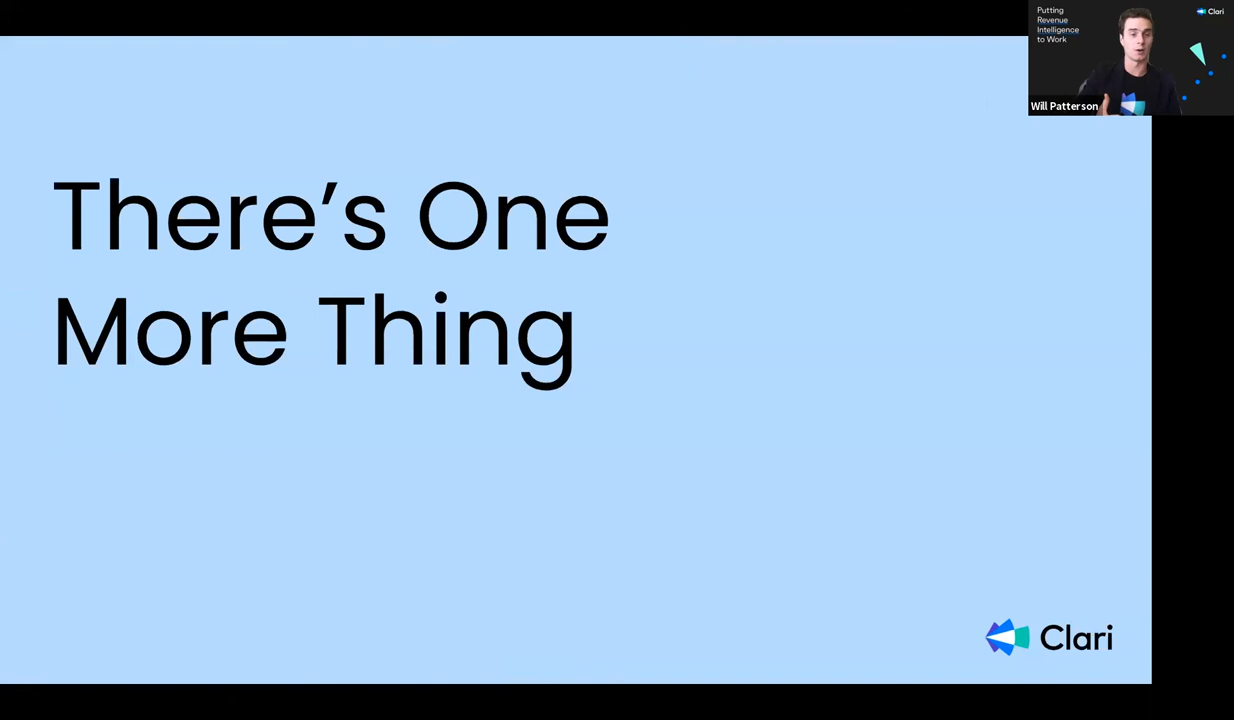 Putting
Revenue
Intelligence
to Work
Clari
Will Patterson
There's One
More Thing
Clari